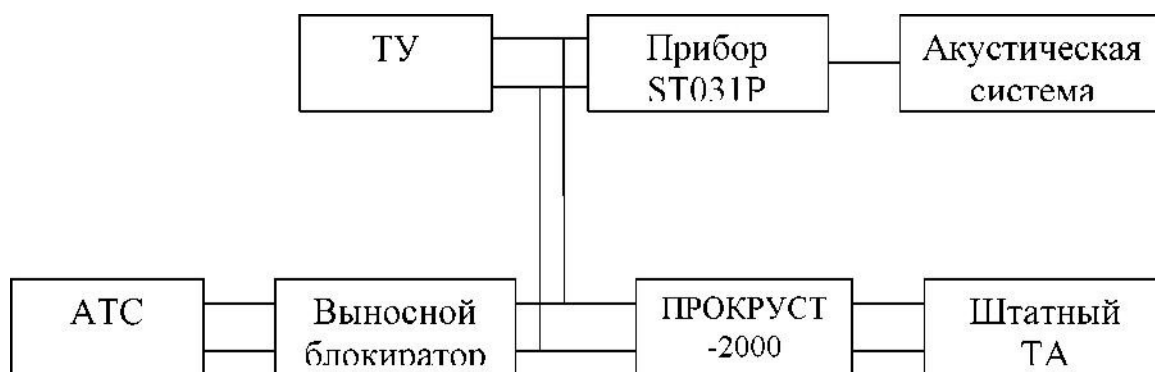 ТУ
Прибор
ST031P
Акустическая
система
АТС
Выносной
блокиратор
ПРОКРУСТ
-2000
Штатный
ТА